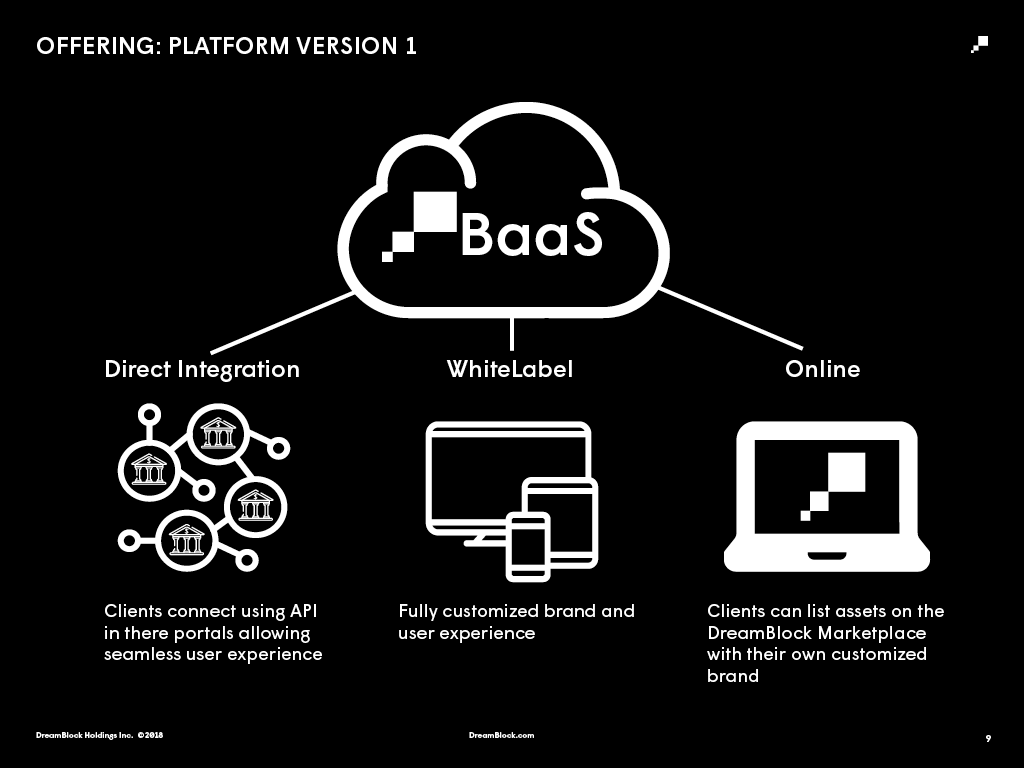 OFFERING: PLATFORM VERSION 1
BaaS
Direct Integration
WhiteLabel
Online
Clients connect using API
in there portals allowing
seamless user experience
Fully customized brand and
user experience
Clients can list assets on the
DreamBlock Marketplace
with their own customized
brand
DreamBlock Holdings Inc. ©2018
DreamBlock.com
9